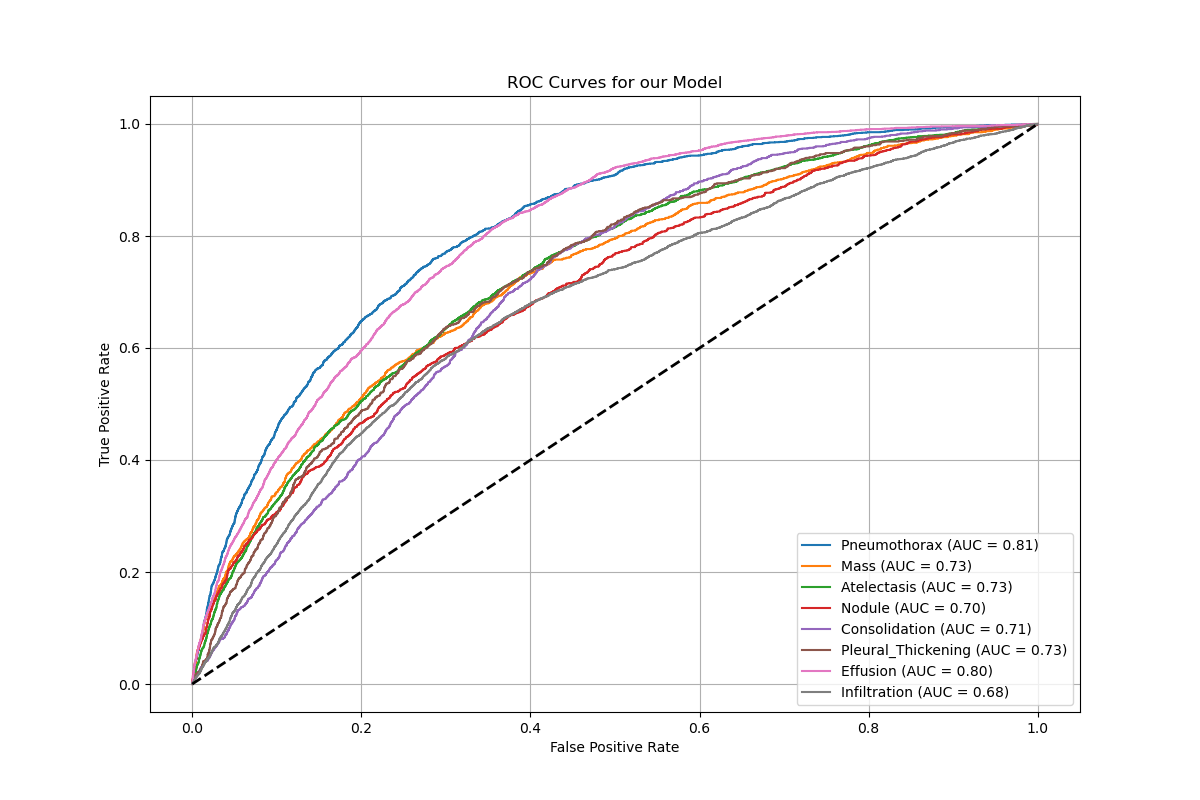 ROC Curves for our Model
True Positive Rate
1.0
0.8
0.6
0.4
0.2
0.0
Pneumothorax (AUC = 0.81)
Mass (AUC = 0.73)
Atelectasis (AUC = 0.73)
Nodule (AUC = 0.70)
Consolidation (AUC = 0.71)
Pleural_Thickening (AUC = 0.73)
Effusion (AUC = 0.80)
Infiltration (AUC = 0.68)
0.0 0.2 0.4 0.6 0.8 1.0
False Positive Rate